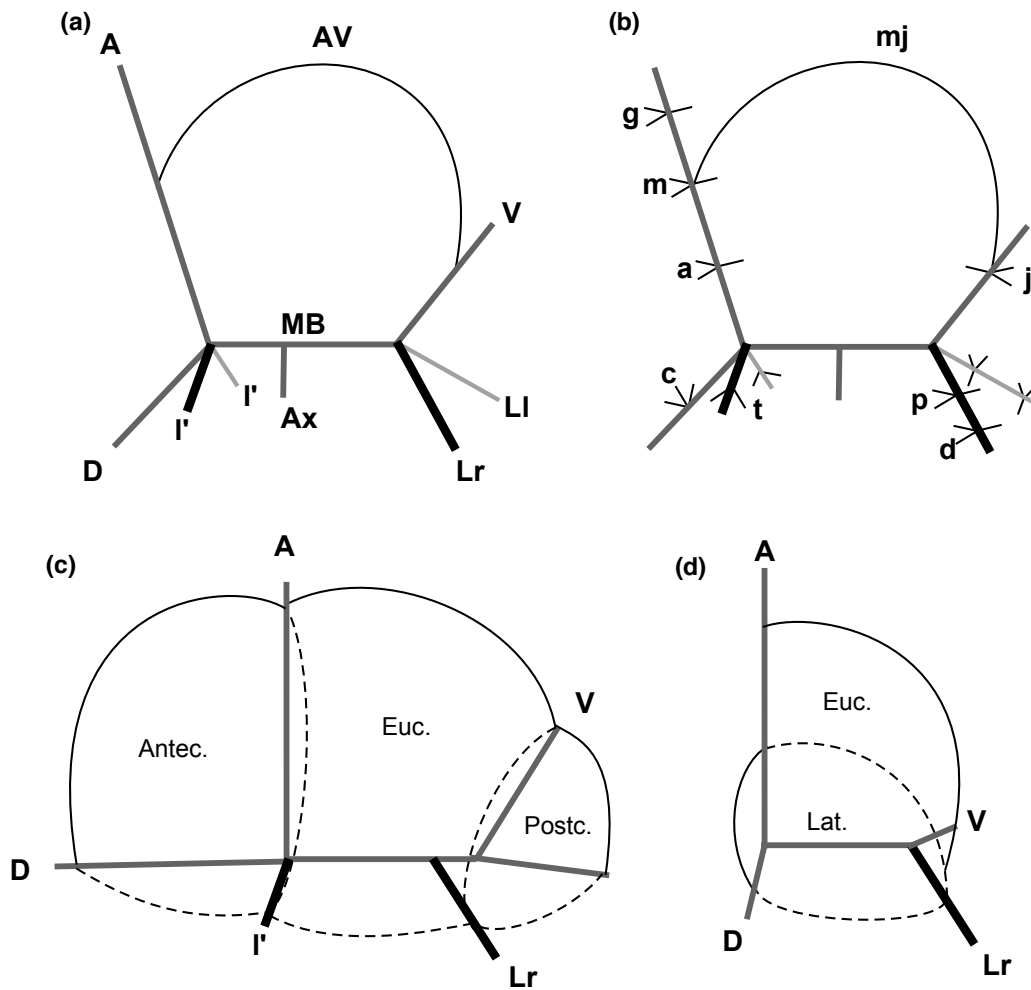 (a)
A
AV
V
MB
l'
l'
Ax
Ll
D
Lr
(b)
mj
g
m
a
j
c
t
p
d
(c)
A
Antec.
Euc.
V
Postc.
D
l'
Lr
(d)
A
Euc.
Lat.
V
D
Lr